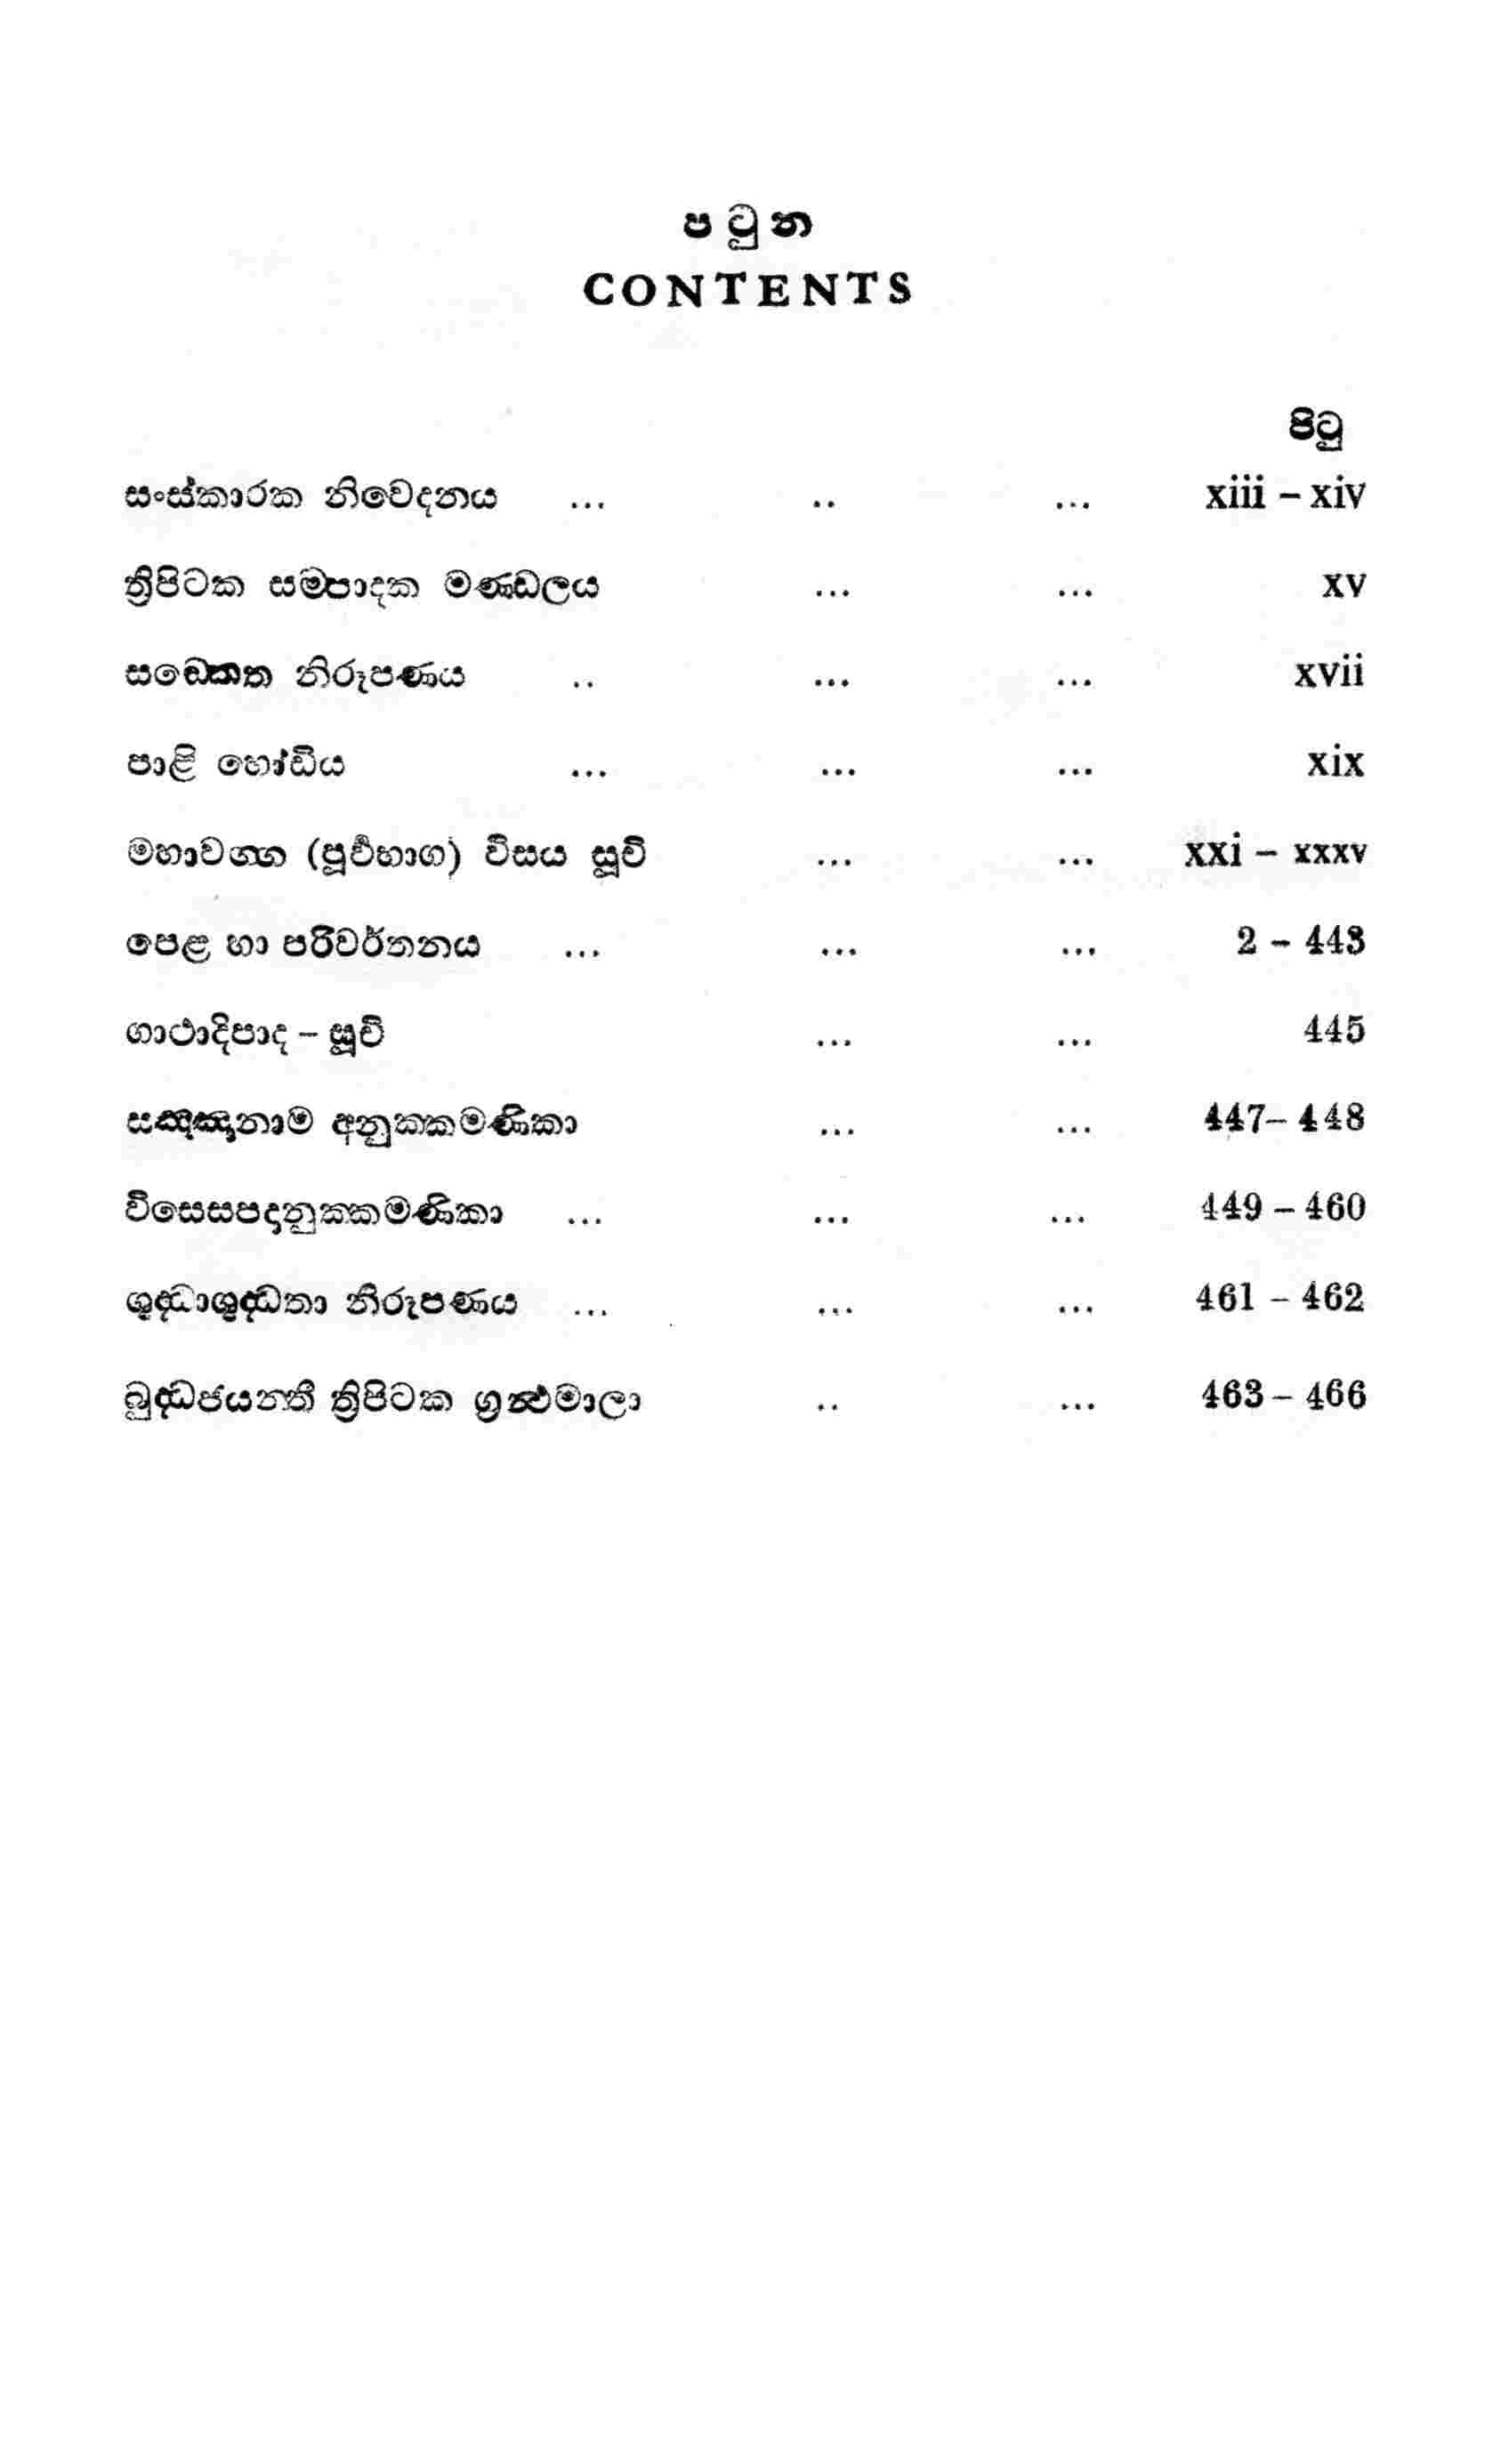 පටුන
CONTENTS
පිටු
සංස්කාරක නිවෙදනය ... .. ... xiii – xiv
ත්‍රිපිටක සම්පාදක මණ්ඩලය ... ... xv
සඞ්කෙත නිරූපණය .. ... ... xvii
පාළි හෝඩිය ... ... ... xix
මහාවග්ග (පූර්‍වභාග) විසය සූචි ... ... xxi – xxxv
පෙළ හා පරිවර්තනය ... ... ... 2 – 443
ගාථාදිපාද – සූචි ... ... 445
සඤ්ඤානාම අනුක්කමණිකා ... ... 447– 448
විසෙසපදානුක්කමණිකා ... ... ... 449 – 460
ශුද්ධාශුද්ධතා නිරූපණය ... ... ... 461 – 462
බුද්ධජයන්ති ත්‍රිපිටක ග්‍රන්ථමාලා .. ... 463 – 466